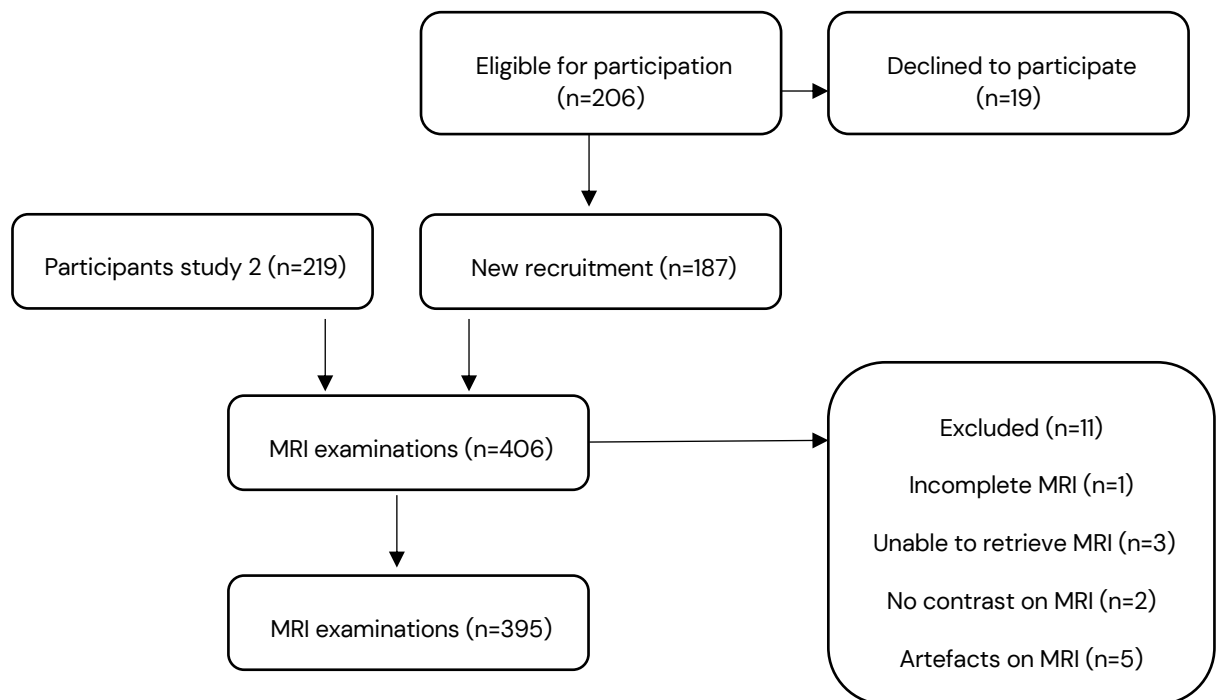 Eligible for participation
(n=206)
Declined to participate
(n=19)
Participants study 2 (n=219)
New recruitment (n=187)
MRI examinations (n=406)
Excluded (n=11)
Incomplete MRI (n=1)
Unable to retrieve MRI (n=3)
No contrast on MRI (n=2)
Artefacts on MRI (n=5)
MRI examinations (n=395)